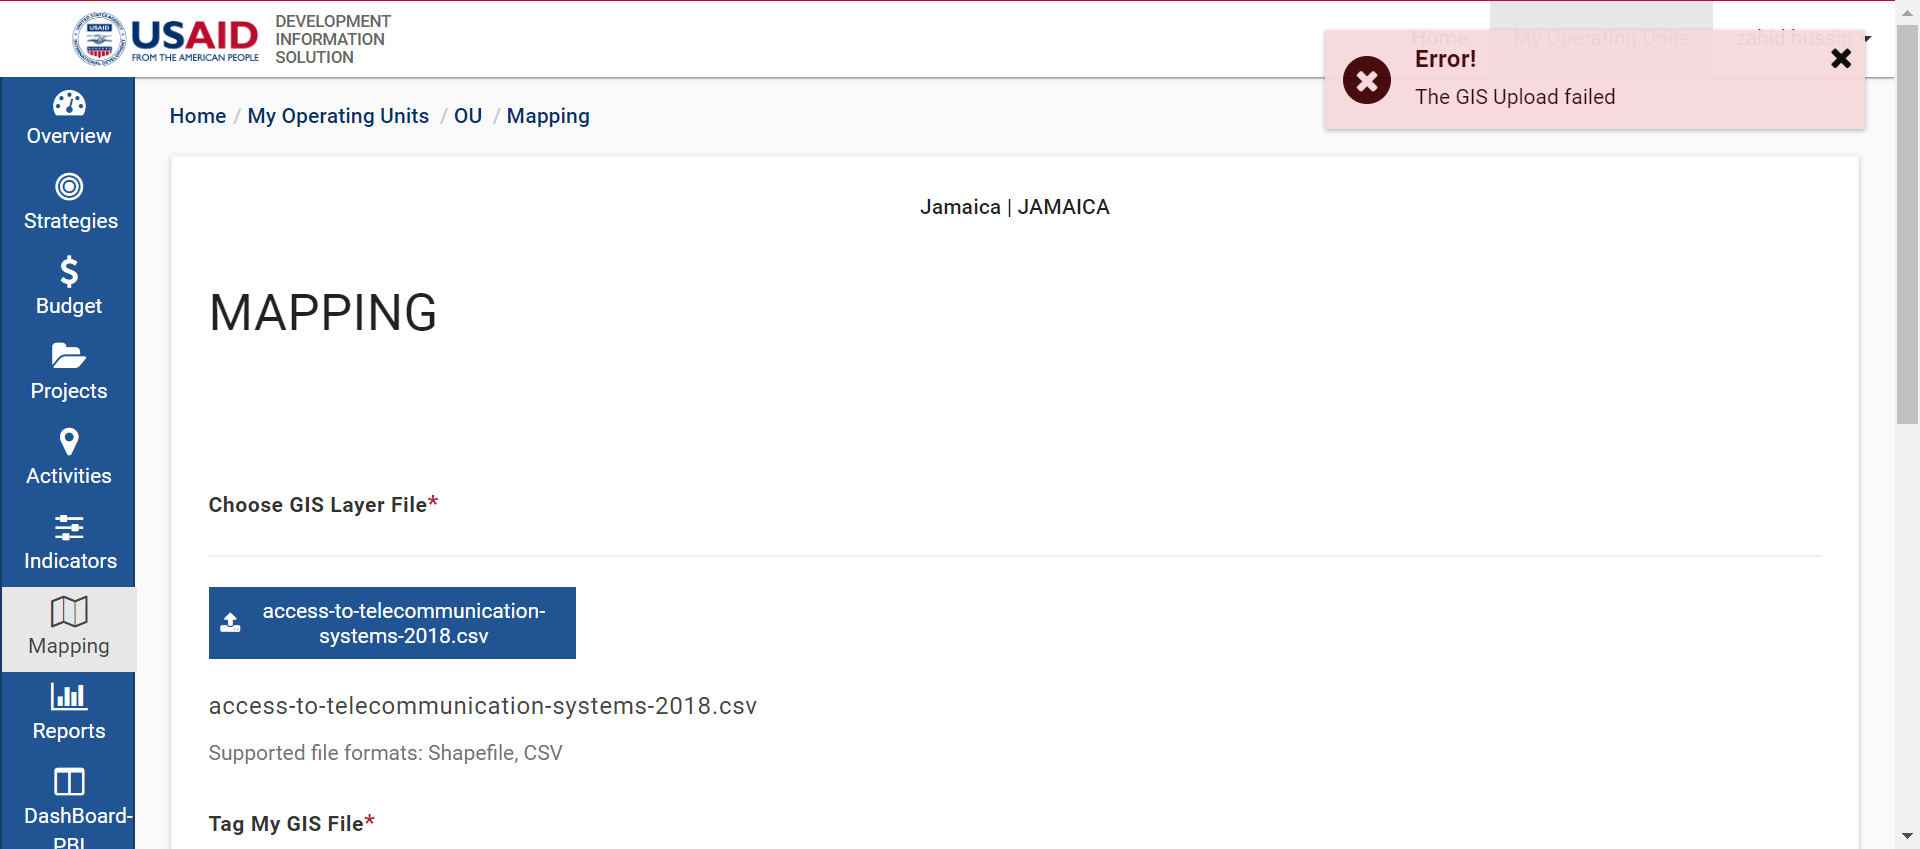 USAID
USAID
FROM THE AMERICAN PEOPLE
DEVELOPMENT
INFORMATION
SOLUTION
Home
My Operating Units
zahid hussin
Error!
The GIS Upload failed
Overview
Strategies
Budget
Projects
Activities
Indicators
Mapping
Reports
DashBoard-
PBI
Home / My Operating Units / OU / Mapping
Jamaica | JAMAICA
MAPPING
Choose GIS Layer File*
access-to-telecommunication-
systems-2018.csv
access-to-telecommunication-systems-2018.csv
Supported file formats: Shapefile, CSV
Tag My GIS File*